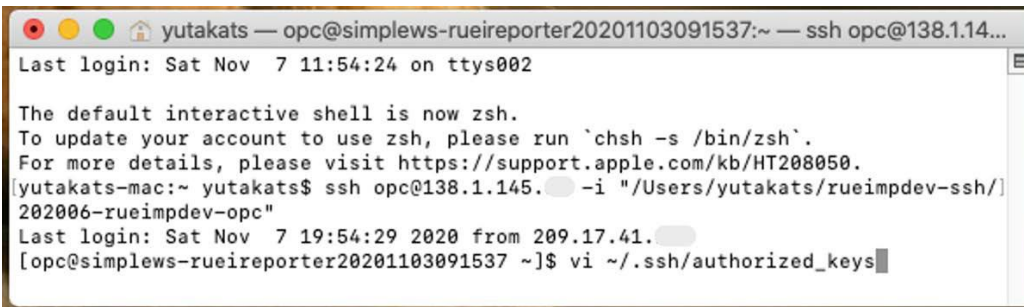 yutakats — opc@simplews-rueireporter20201103091537:~ — ssh opc@138.1.14...
Last login: Sat Nov  7 11:54:24 on ttys002
The default interactive shell is now zsh.
To update your account to use zsh, please run `chsh -s /bin/zsh`.
For more details, please visit https://support.apple.com/kb/HT208050.
[yutakats-mac:~ yutakats$ ssh opc@138.1.145. -i "/Users/yutakats/rueimpdev-ssh/]
202006-rueimpdev-opc"
Last login: Sat Nov  7 19:54:29 2020 from 209.17.41.
[opc@simplews-rueireporter20201103091537 ~]$ vi ~/.ssh/authorized_keys